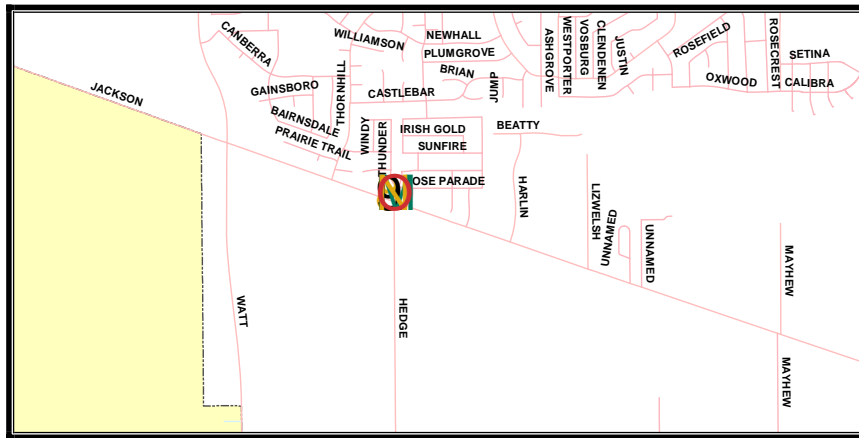 CANBERRA
WILLIAMSON
NEWHALL
PLUMGROVE
BRIAN
JUMP
ASHGROVE
WESTPORTER
VOSBURG
CLENDENEN
JUSTIN
ROSEFIELD
ROSECREST
SETINA
OXWOOD
CALIBRA
JACKSON
GAINSBORO
THORNHILL
CASTLEBAR
BAIRNSDALE
PRAIRIE TRAIL
WINDY
THUNDER
IRISH GOLD
SUNFIRE
BEATTY
OSE PARADE
HARLIN
LIZWELSH
UNNAMED
UNNAMED
MAYHEW
WATT
HEDGE
MAYHEW